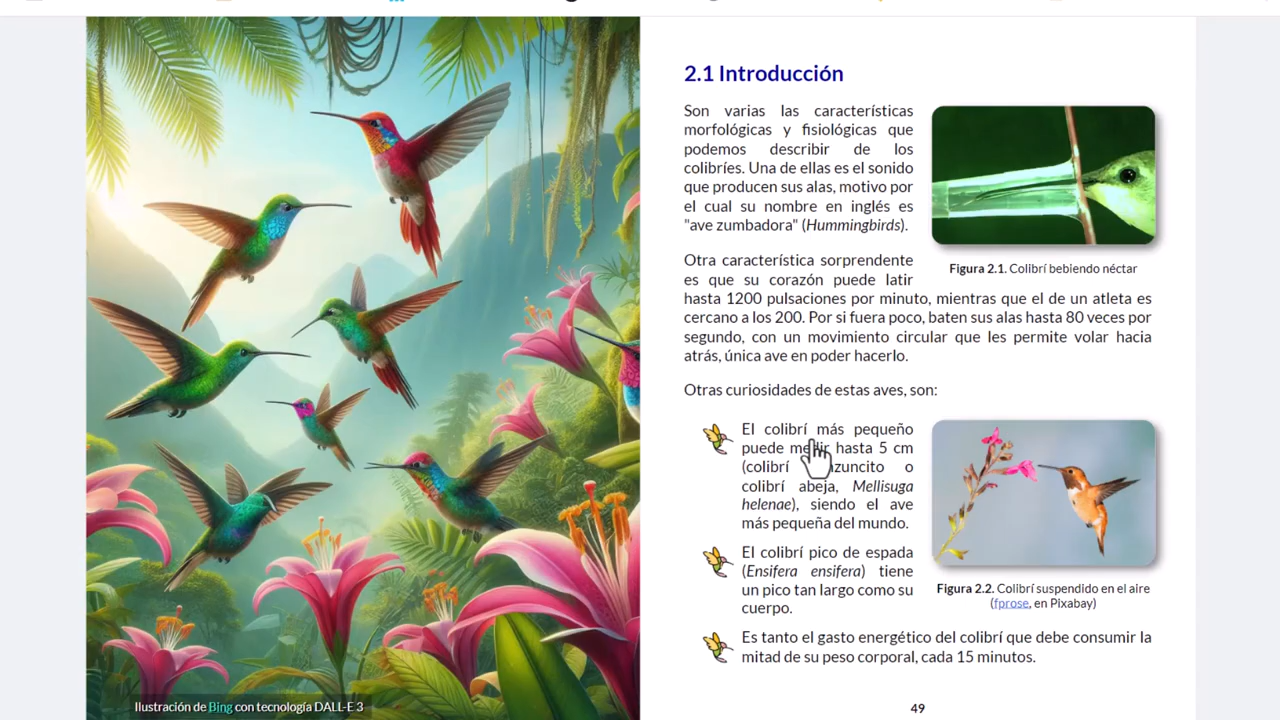 2.1 Introducción
Son varias las características
morfológicas y fisiológicas que
podemos describir de los
colibríes. Una de ellas es el sonido
que producen sus alas, motivo por
el cual su nombre en inglés es
"ave zumbadora" (Hummingbirds).
Figura 2.1. Colibrí bebiendo néctar
Otra característica sorprendente
es que su corazón puede latir
hasta 1200 pulsaciones por minuto, mientras que el de un atleta es
cercano a los 200. Por si fuera poco, baten sus alas hasta 80 veces por
segundo, con un movimiento circular que les permite volar hacia
atrás, única ave en poder hacerlo.
Otras curiosidades de estas aves, son:
El colibrí más pequeño
puede hasta 5 cm
(colibrí o
colibrí abeja, Mellisuga
helenae), siendo el ave
más pequeña del mundo.
El colibrí pico de espada
(Ensifera ensifera) tiene
un pico tan largo como su
cuerpo.
Figura 2.2. Colibrí suspendido en el aire
(fprose, en Pixabay)
Es tanto el gasto energético del colibrí que debe consumir la
mitad de su peso corporal, cada 15 minutos.
Ilustración de Bing con tecnología DALL-E 3
49